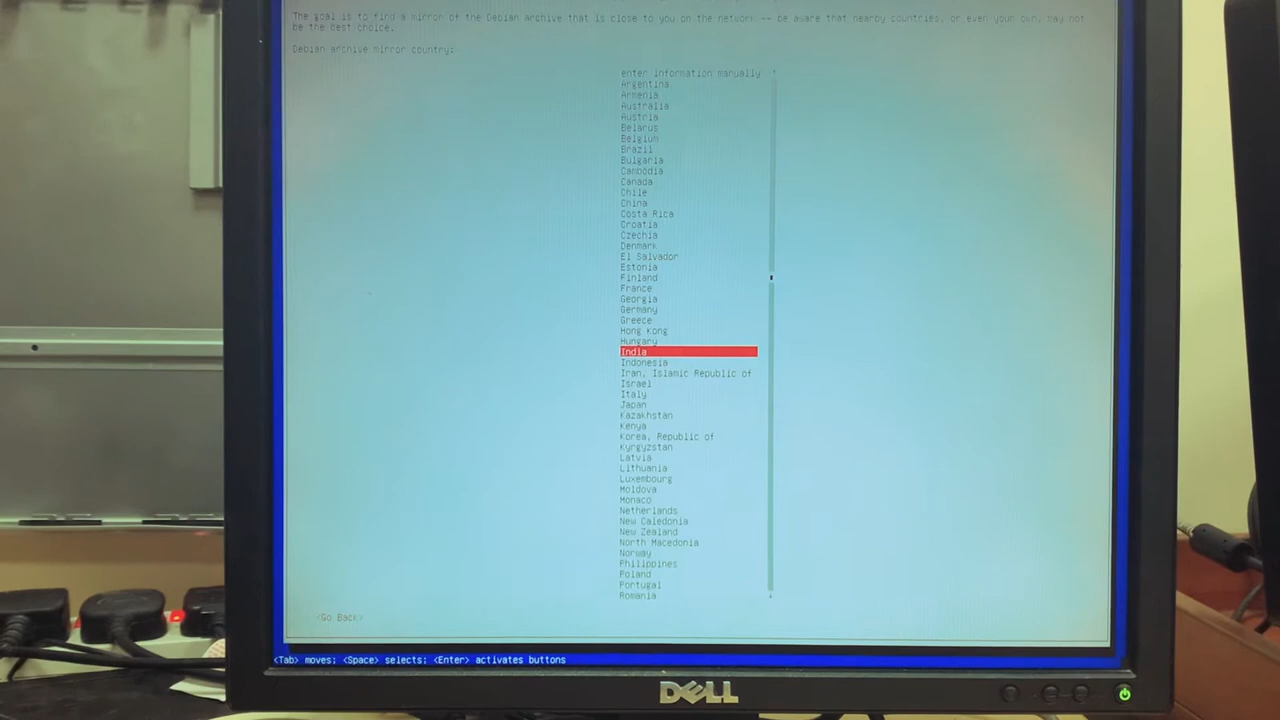 The goal is to find a mirror of the Debian archive that is close to you on the network -- be aware that nearby countries, or even your own, may not
be the best choice.
Debian archive mirror country:
enter information manually
Argentina
Armenia
Australia
Austria
Belarus
Belgium
Brazil
Bulgaria
Cambodia
Canada
Chile
China
Costa Rica
Croatia
Czechia
Denmark
El Salvador
Estonia
Finland
France
Georgia
Germany
Greece
Hong Kong
Hungary
India
Indonesia
Iran, Islamic Republic of
Israel
Italy
Japan
Kazakhstan
Kenya
Korea, Republic of
Kyrgyzstan
Latvia
Lithuania
Luxembourg
Moldova
Monaco
Netherlands
New Caledonia
New Zealand
North Macedonia
Norway
Philippines
Poland
Portugal
Romania
<Go Back>
<Tab> moves; <Space> selects; <Enter> activates buttons
DELL